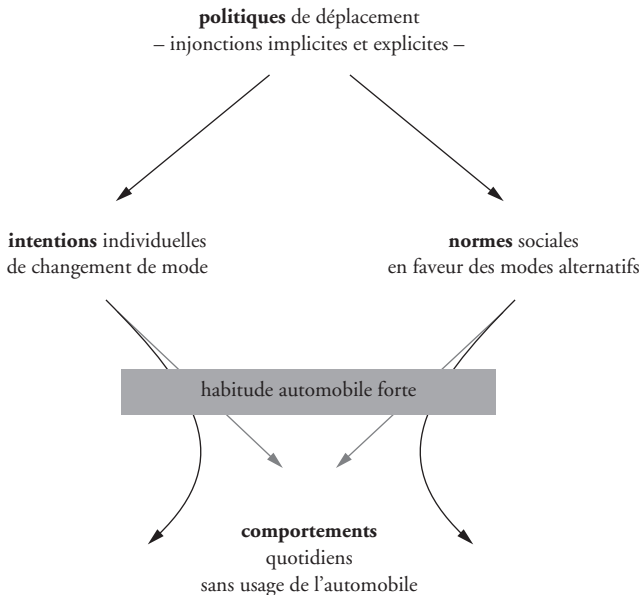 politiques de déplacement
– injonctions implicites et explicites –
intentions individuelles
de changement de mode
normes sociales
en faveur des modes alternatifs
habitude automobile forte
comportements
quotidiens
sans usage de l’automobile